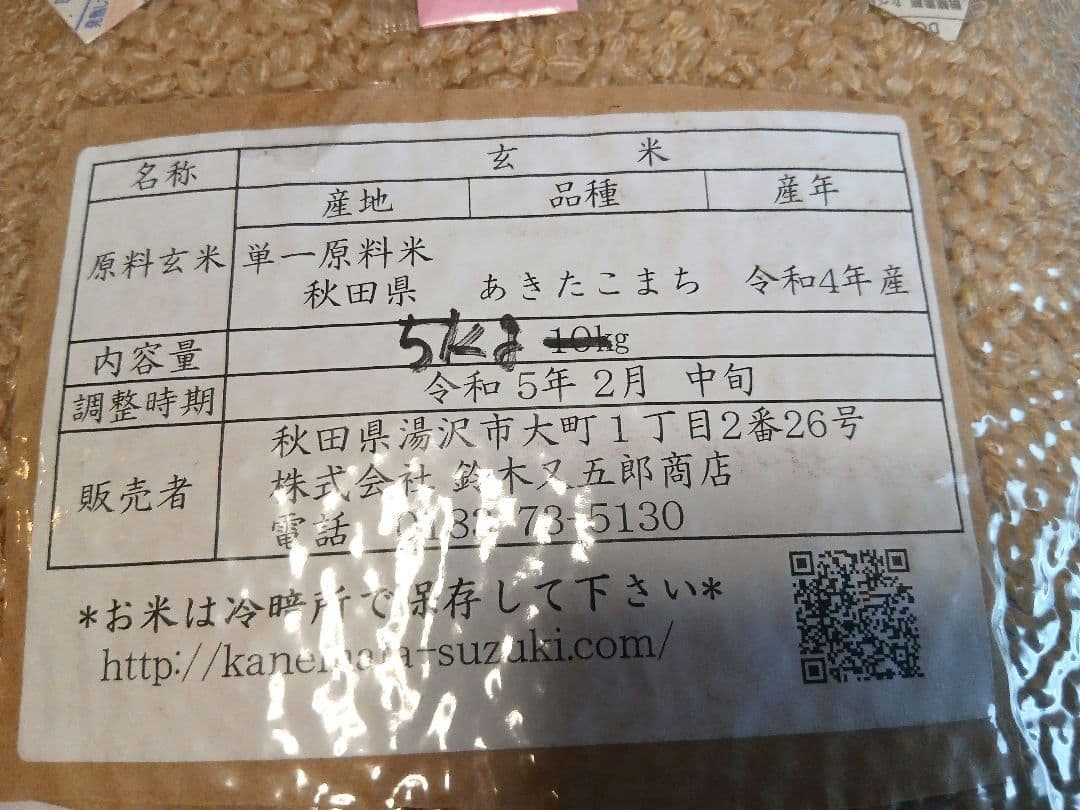 名称 玄米
原料玄米 産地 品種 産年
単一原料米
秋田県 あきたこまち 令和4年産
内容量 5kg 10kg
調整時期 令和5年2月 中旬
販売者 秋田県湯沢市大町1丁目2番26号
株式会社 鈴木又五郎商店
電話 0183-73-5130
*お米は冷暗所で保存して下さい*
http://kanemata-suzuki.com/